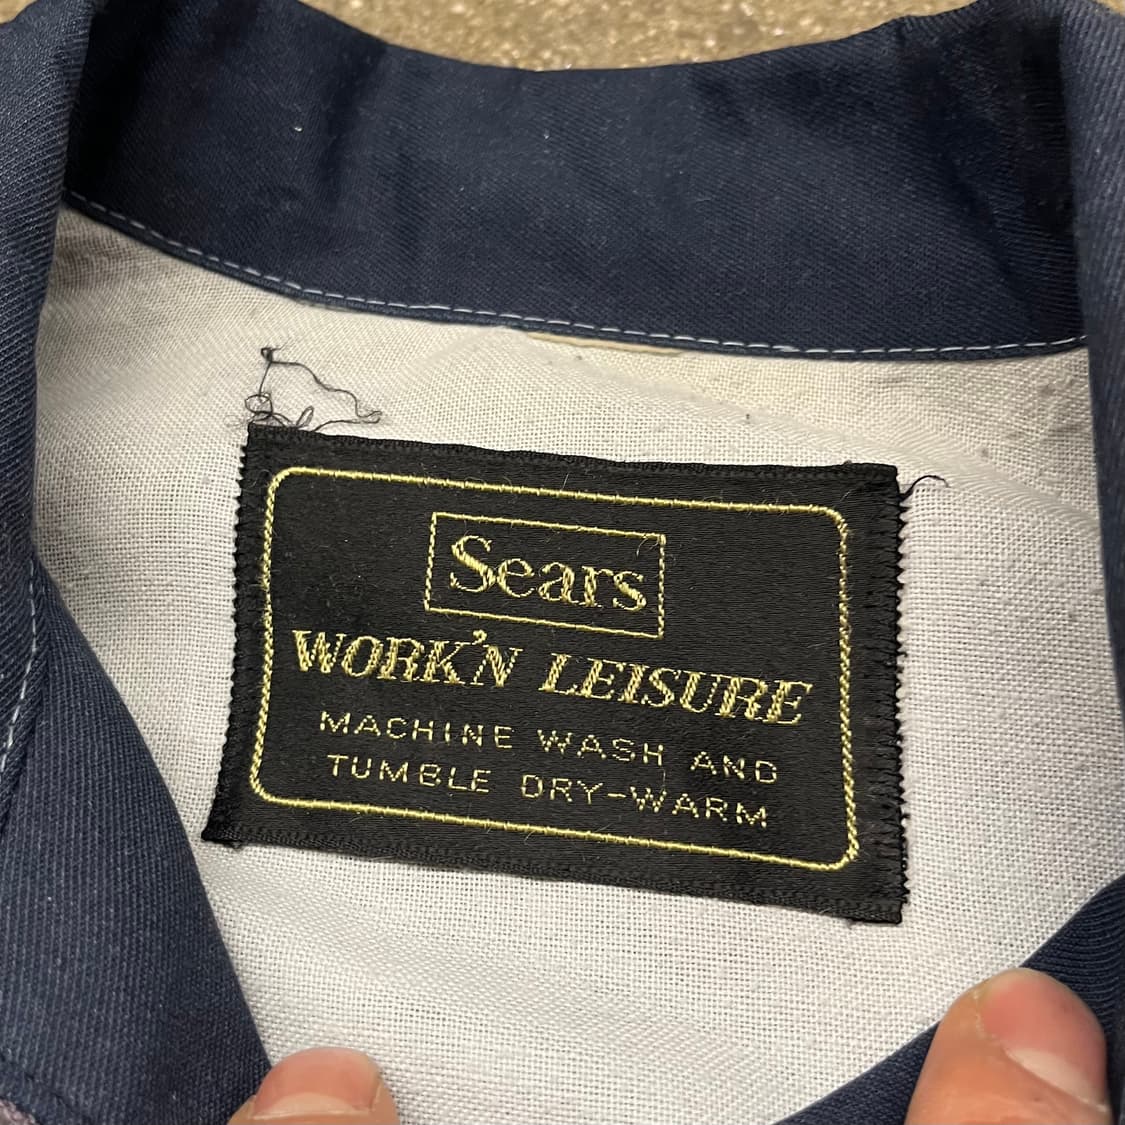 Sears
WORK'N LEISURE
MACHINE WASH AND
TUMBLE DRY-WARM